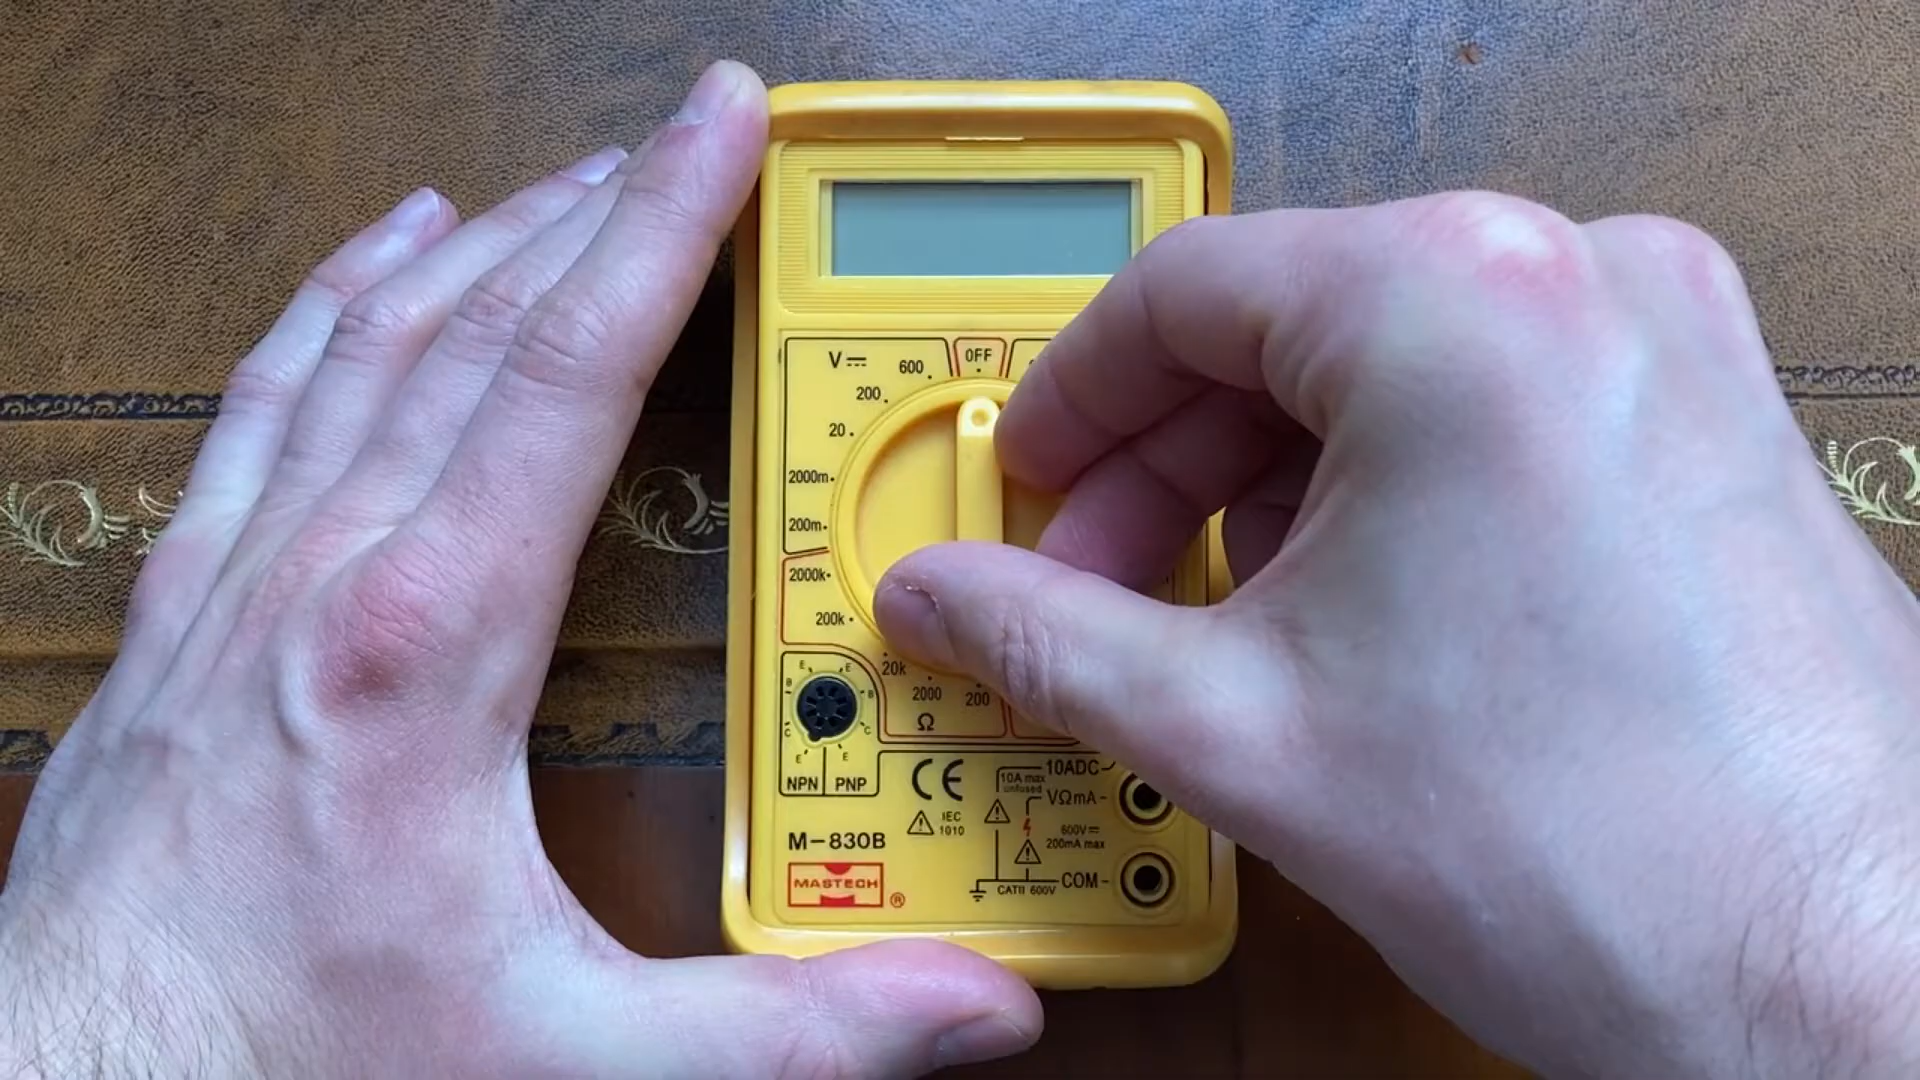 V⎓
600
OFF
200
20
2000m
200m
2000k
200k
20k
2000
200
Ω
E E
B B
C C
E E
NPN PNP
CE
IEC
1010
10A max
unfused
10ADC
VΩmA
600V⎓
200mA max
COM
CATII 600V
M-830B
MASTECH
®